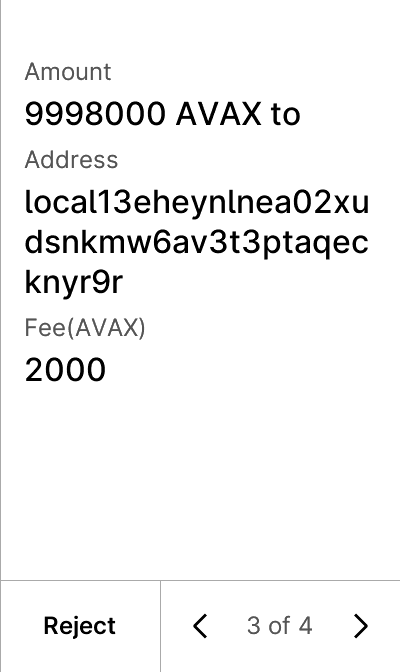 Amount
9998000 AVAX to
Address
local13eheynlnea02xu
dsnkmw6av3t3ptaqec
knyr9r
Fee(AVAX)
2000
Reject
3 of 4